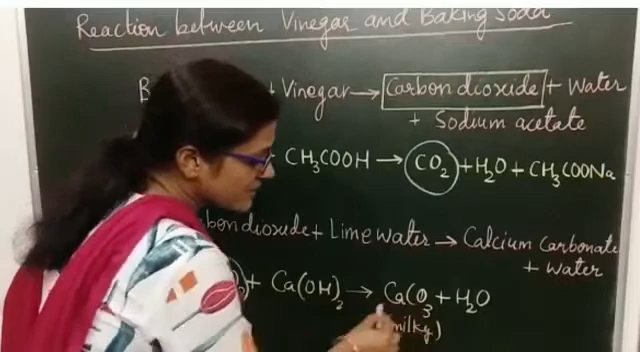 Reaction between Vinegar and Baking Soda
B + Vinegar → Carbon dioxide + Water
+ Sodium acetate
+ CH₃COOH → CO₂ + H₂O + CH₃COONa
bon dioxide + Lime water → Calcium carbonate
+ water
+ Ca(OH)₂ → CaCO₃ + H₂O
milky)